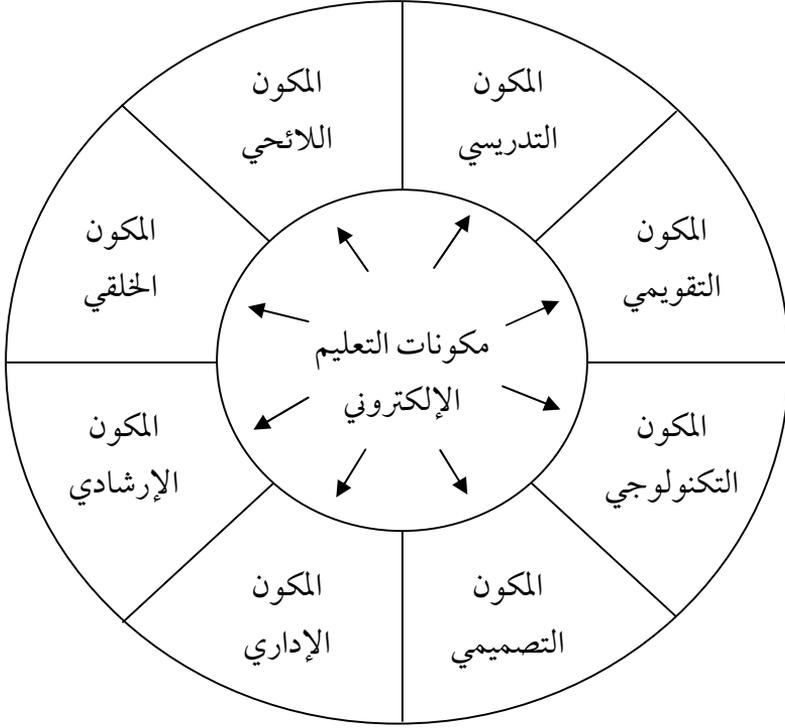 المكون
التدريسي
المكون
اللائحي
المكون
التقويمي
المكون
الخلقي
مكونات التعليم
الإلكتروني
المكون
التكنولوجي
المكون
الإرشادي
المكون
التصميمي
المكون
الإداري